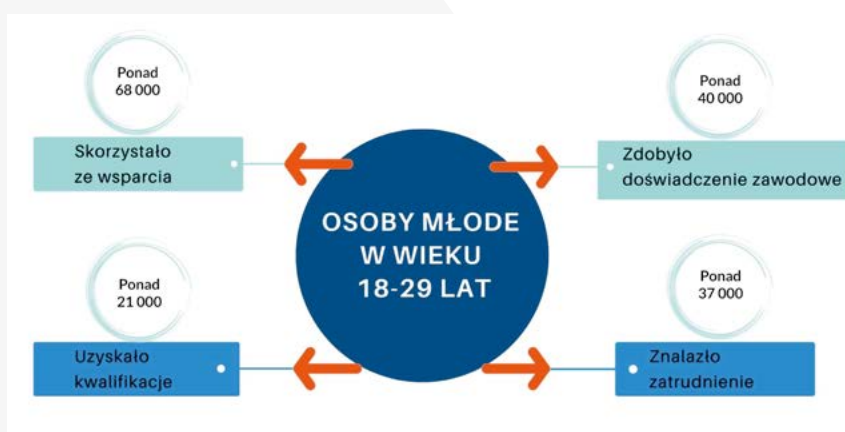 Ponad
68 000
Skorzystało
ze wsparcia
Ponad
40 000
Zdobyło
doświadczenie zawodowe
OSOBY MŁODE
W WIEKU
18-29 LAT
Ponad
21 000
Uzyskało
kwalifikacje
Ponad
37 000
Znalazło
zatrudnienie